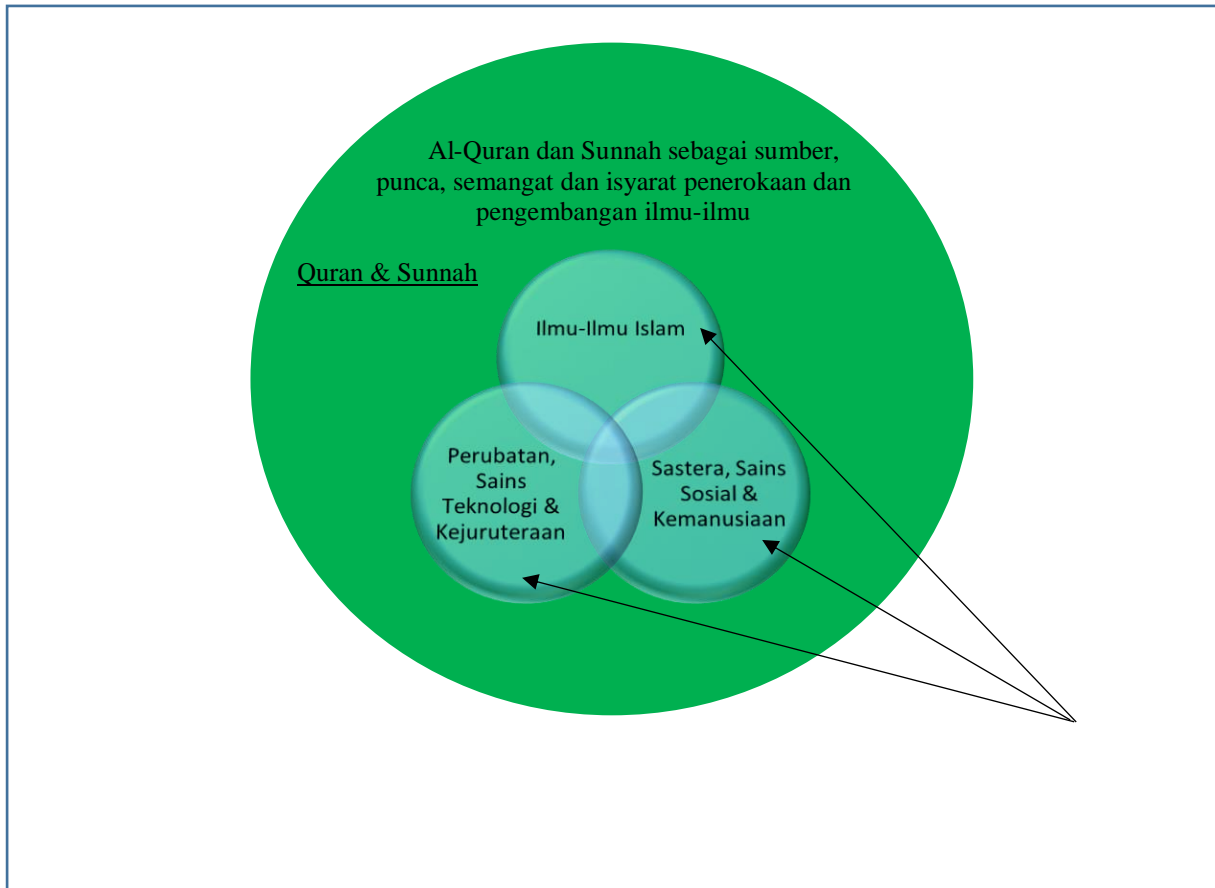 Al-Quran dan Sunnah sebagai sumber,
punca, semangat dan isyarat penerokaan dan
pengembangan ilmu-ilmu
Quran & Sunnah
Ilmu-Ilmu Islam
Perubatan,
Sains
Teknologi &
Kejuruteraan
Sastera, Sains
Sosial &
Kemanusiaan